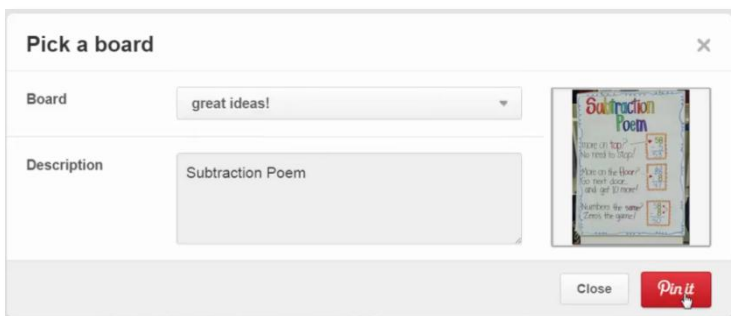 Pick a board
×
Board
great ideas!
Description
Subtraction Poem
Subtraction
Poem
more on top?
No need to stop!
More on the floor?
Go next door...
and get 10 more!
Numbers the same?
Zero's the game!
Close
Pin it